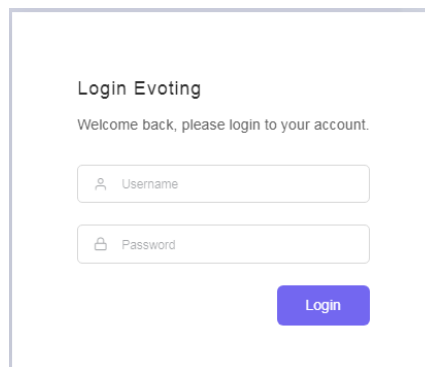 Login Evoting
Welcome back, please login to your account.
Username
Password
Login